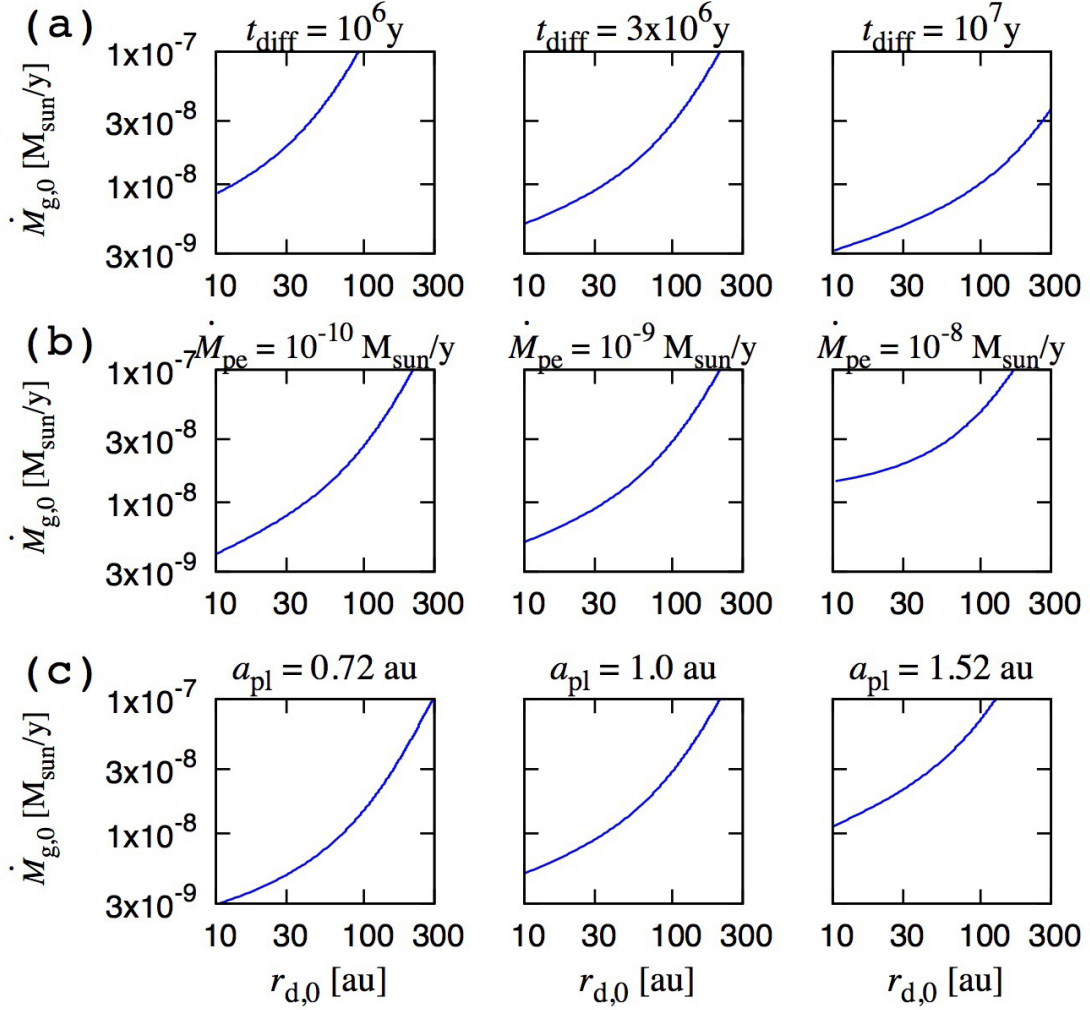 (a) t_diff = 10^6 y t_diff = 3x10^6 y t_diff = 10^7 y
1x10^-7
3x10^-8
1x10^-8
3x10^-9
Ṁ_g,0 [M_sun/y]
10 30 100 300 10 30 100 300 10 30 100 300
(b) Ṁ_pe = 10^-10 M_sun/y Ṁ_pe = 10^-9 M_sun/y Ṁ_pe = 10^-8 M_sun/y
1x10^-7
3x10^-8
1x10^-8
3x10^-9
Ṁ_g,0 [M_sun/y]
10 30 100 300 10 30 100 300 10 30 100 300
(c) a_pl = 0.72 au a_pl = 1.0 au a_pl = 1.52 au
1x10^-7
3x10^-8
1x10^-8
3x10^-9
Ṁ_g,0 [M_sun/y]
10 30 100 300 10 30 100 300 10 30 100 300
r_d,0 [au] r_d,0 [au] r_d,0 [au]